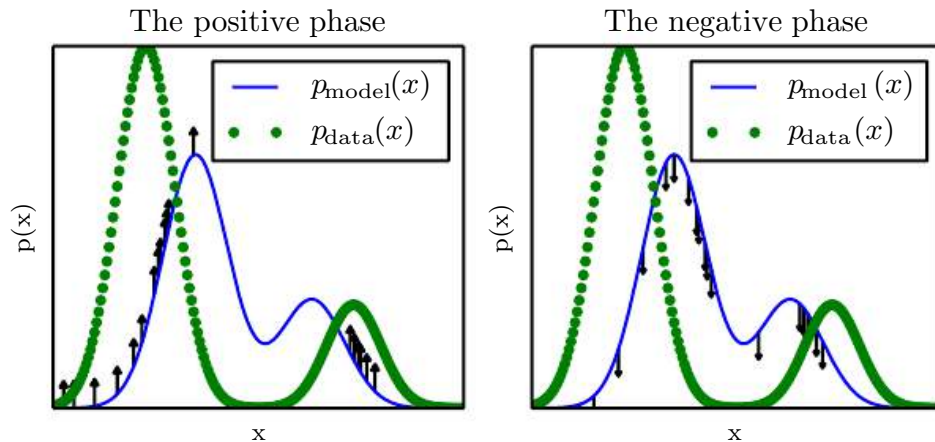 The positive phase
p_model(x)
p_data(x)
p(x)
x
The negative phase
p_model (x)
p_data(x)
p(x)
x